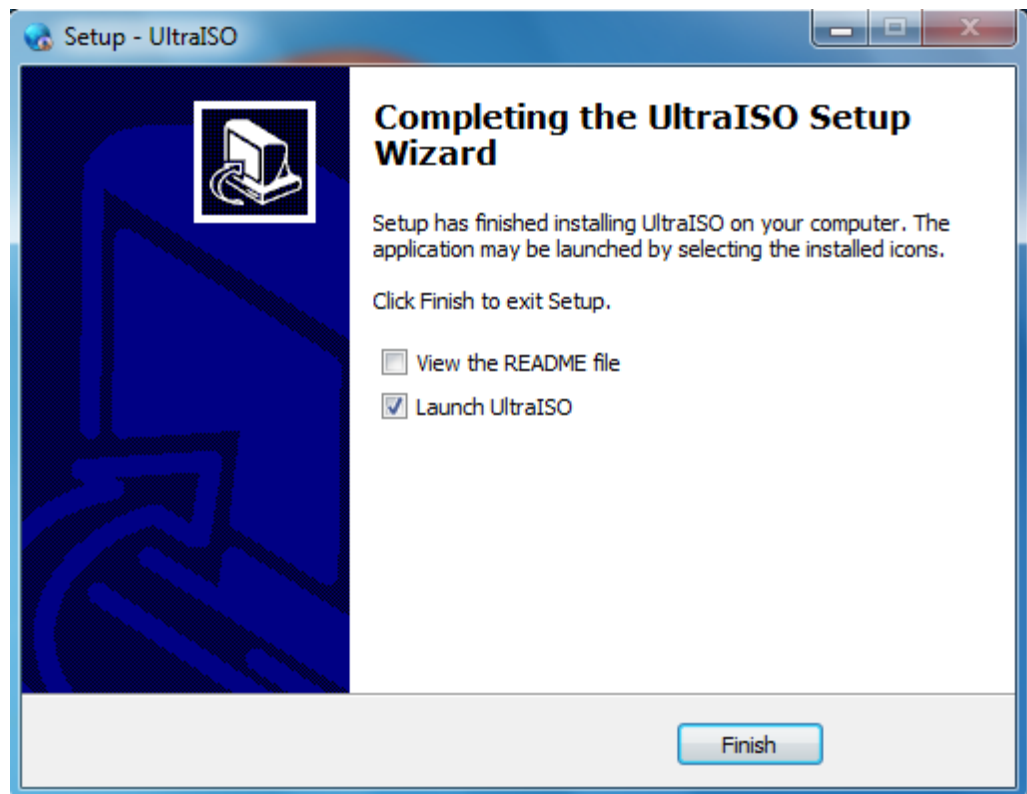 Setup - UltraISO
Completing the UltraISO Setup
Wizard
Setup has finished installing UltraISO on your computer. The
application may be launched by selecting the installed icons.
Click Finish to exit Setup.
View the README file
Launch UltraISO
Finish